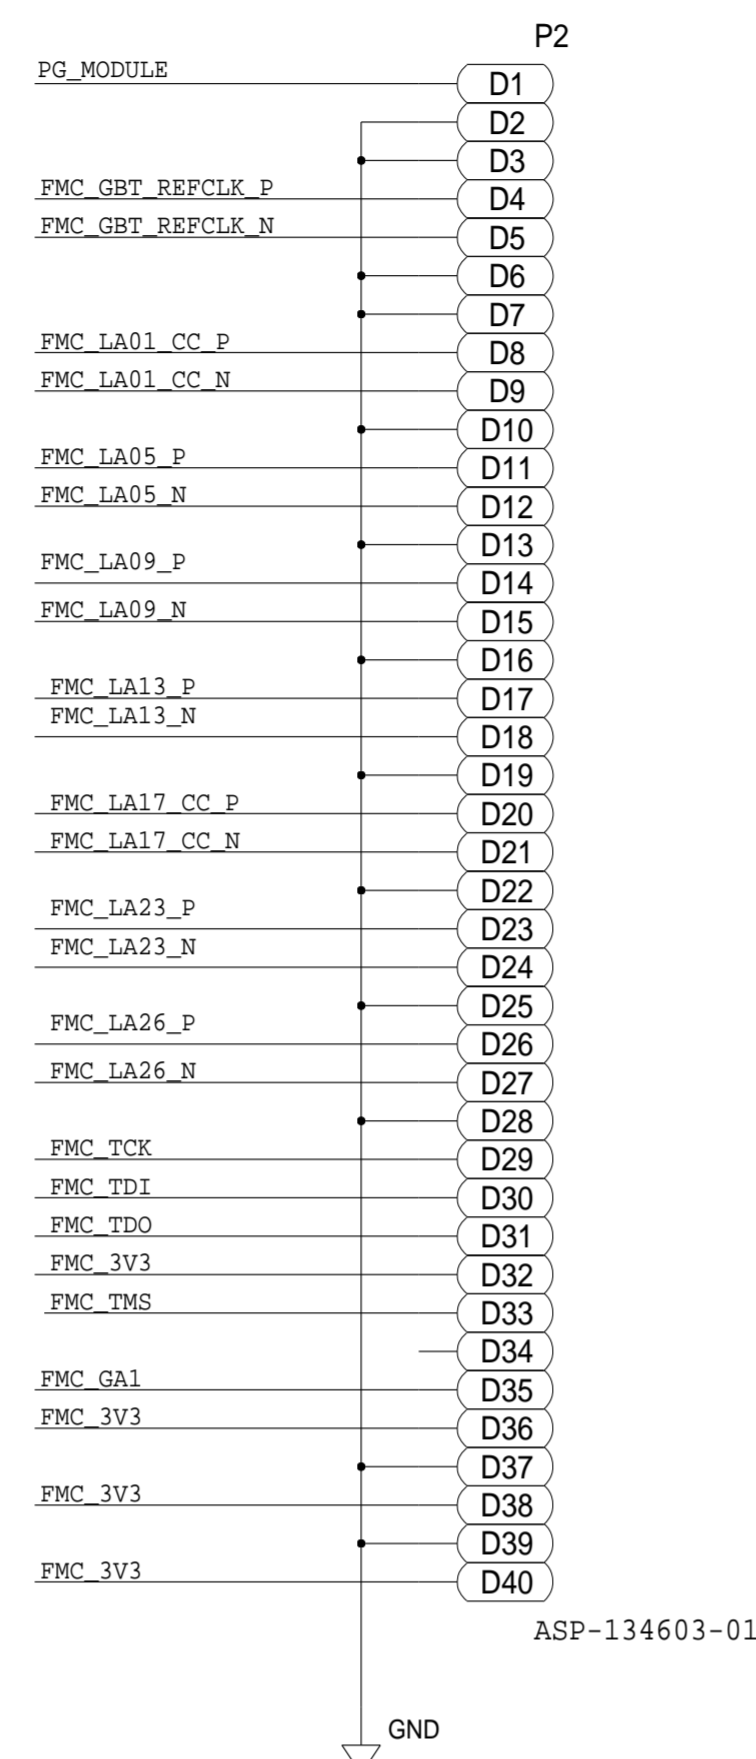 P2
PG_MODULE D1
D2
D3
FMC_GBT_REFCLK_P D4
FMC_GBT_REFCLK_N D5
D6
D7
FMC_LA01_CC_P D8
FMC_LA01_CC_N D9
D10
FMC_LA05_P D11
FMC_LA05_N D12
D13
FMC_LA09_P D14
FMC_LA09_N D15
D16
FMC_LA13_P D17
FMC_LA13_N D18
D19
FMC_LA17_CC_P D20
FMC_LA17_CC_N D21
D22
FMC_LA23_P D23
FMC_LA23_N D24
D25
FMC_LA26_P D26
FMC_LA26_N D27
D28
FMC_TCK D29
FMC_TDI D30
FMC_TDO D31
FMC_3V3 D32
FMC_TMS D33
D34
FMC_GA1 D35
FMC_3V3 D36
D37
FMC_3V3 D38
D39
FMC_3V3 D40
ASP-134603-01
GND